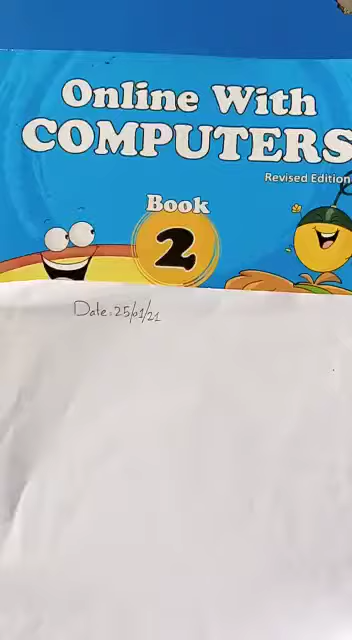 Online With
COMPUTERS
Revised Edition
Book
2
Date: 25/01/21